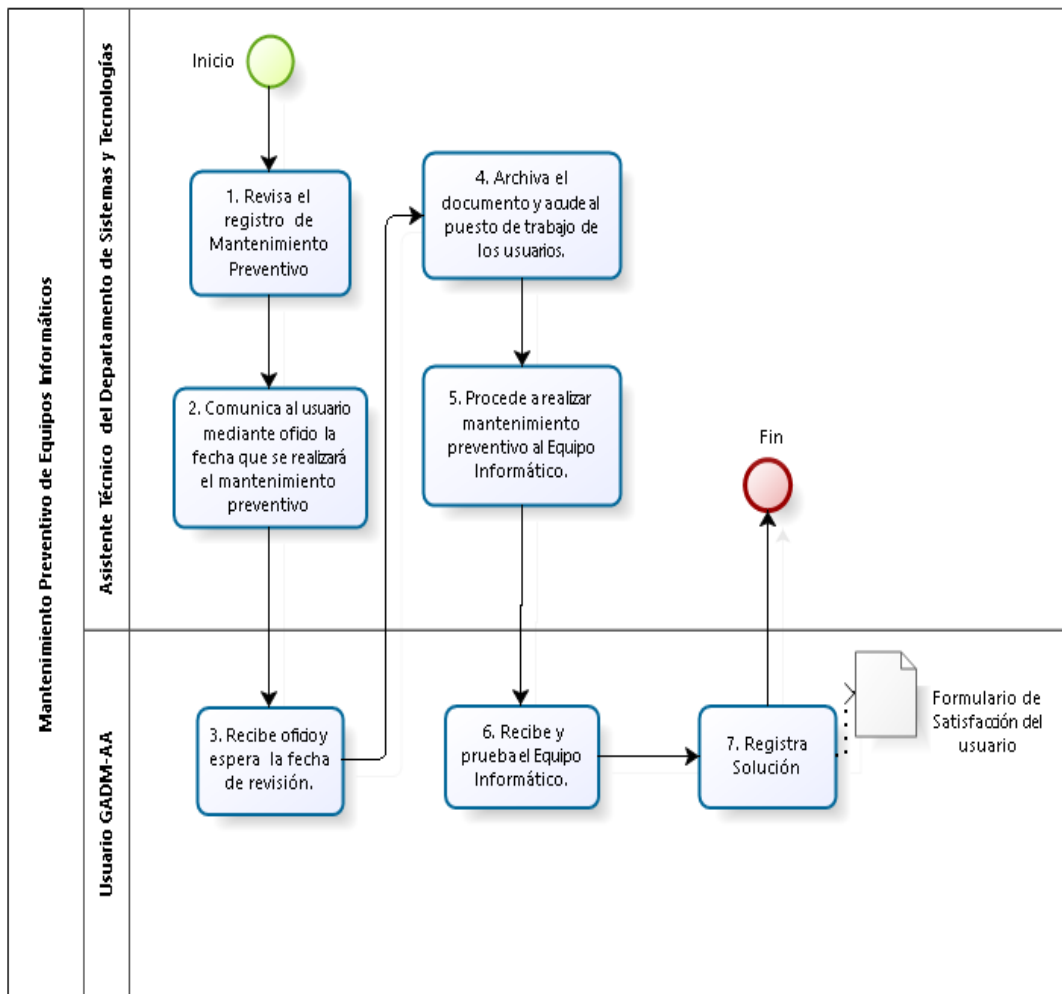 Mantenimiento Preventivo de Equipos Informáticos
Asistente Técnico del Departamento de Sistemas y Tecnologías
Inicio
1. Revisa el
registro de
Mantenimiento
Preventivo
2. Comunica al usuario
mediante oficio la
fecha que se realizará
el mantenimiento
preventivo
4. Archiva el
documento y acude al
puesto de trabajo de
los usuarios.
5. Procede a realizar
mantenimiento
preventivo al Equipo
Informático.
Fin
Usuario GADM-AA
3. Recibe oficio y
espera la fecha
de revisión.
6. Recibe y
prueba el Equipo
Informático.
7. Registra
Solución
Formulario de
Satisfacción del
usuario